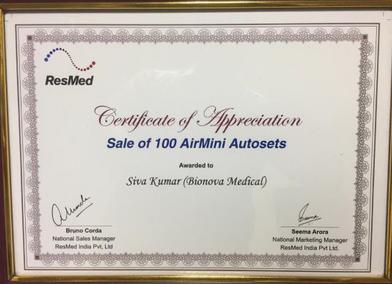 ResMed
Certificate of Appreciation
Sale of 100 AirMini Autosets
Awarded to
Siva Kumar (Bionova Medical)
Bruno Corda
National Sales Manager
ResMed India Pvt, Ltd
Seema Arora
National Marketing Manager
ResMed India Pvt Ltd.